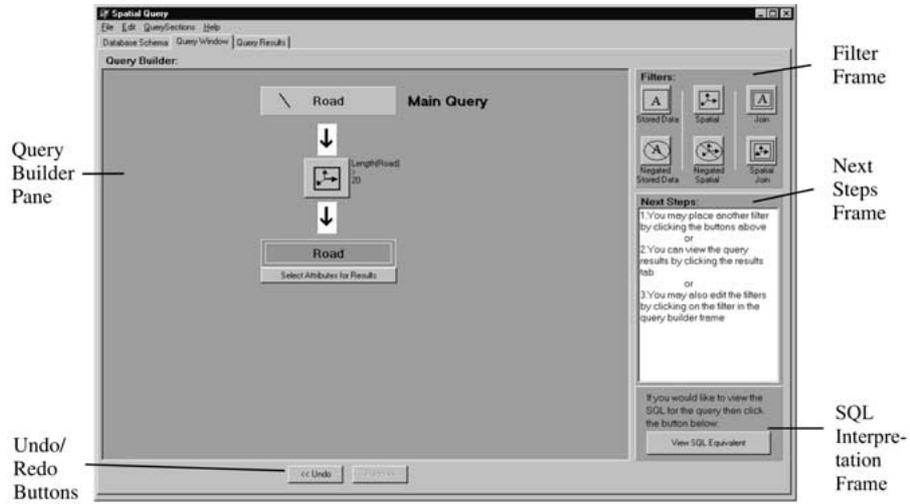 Spatial Query
File Edit QuerySections Help
Database Schema Query Window Query Results
Query Builder:
Road Main Query
Length(Road)
>
20
Road
Select Attributes for Results
Filters:
A A
Stored Data Spatial Join
A
Negated Stored Data
Negated Spatial
Spatial Join
Next Steps:
1.You may place another filter
by clicking the buttons above
or
2.You can view the query
results by clicking the results
tab
or
3.You may also edit the filters
by clicking on the filter in the
query builder frame
If you would like to view the
SQL for the query then click
the button below:
View SQL Equivalent
<< Undo
Query
Builder
Pane
Undo/
Redo
Buttons
Filter
Frame
Next
Steps
Frame
SQL
Interpre-
tation
Frame